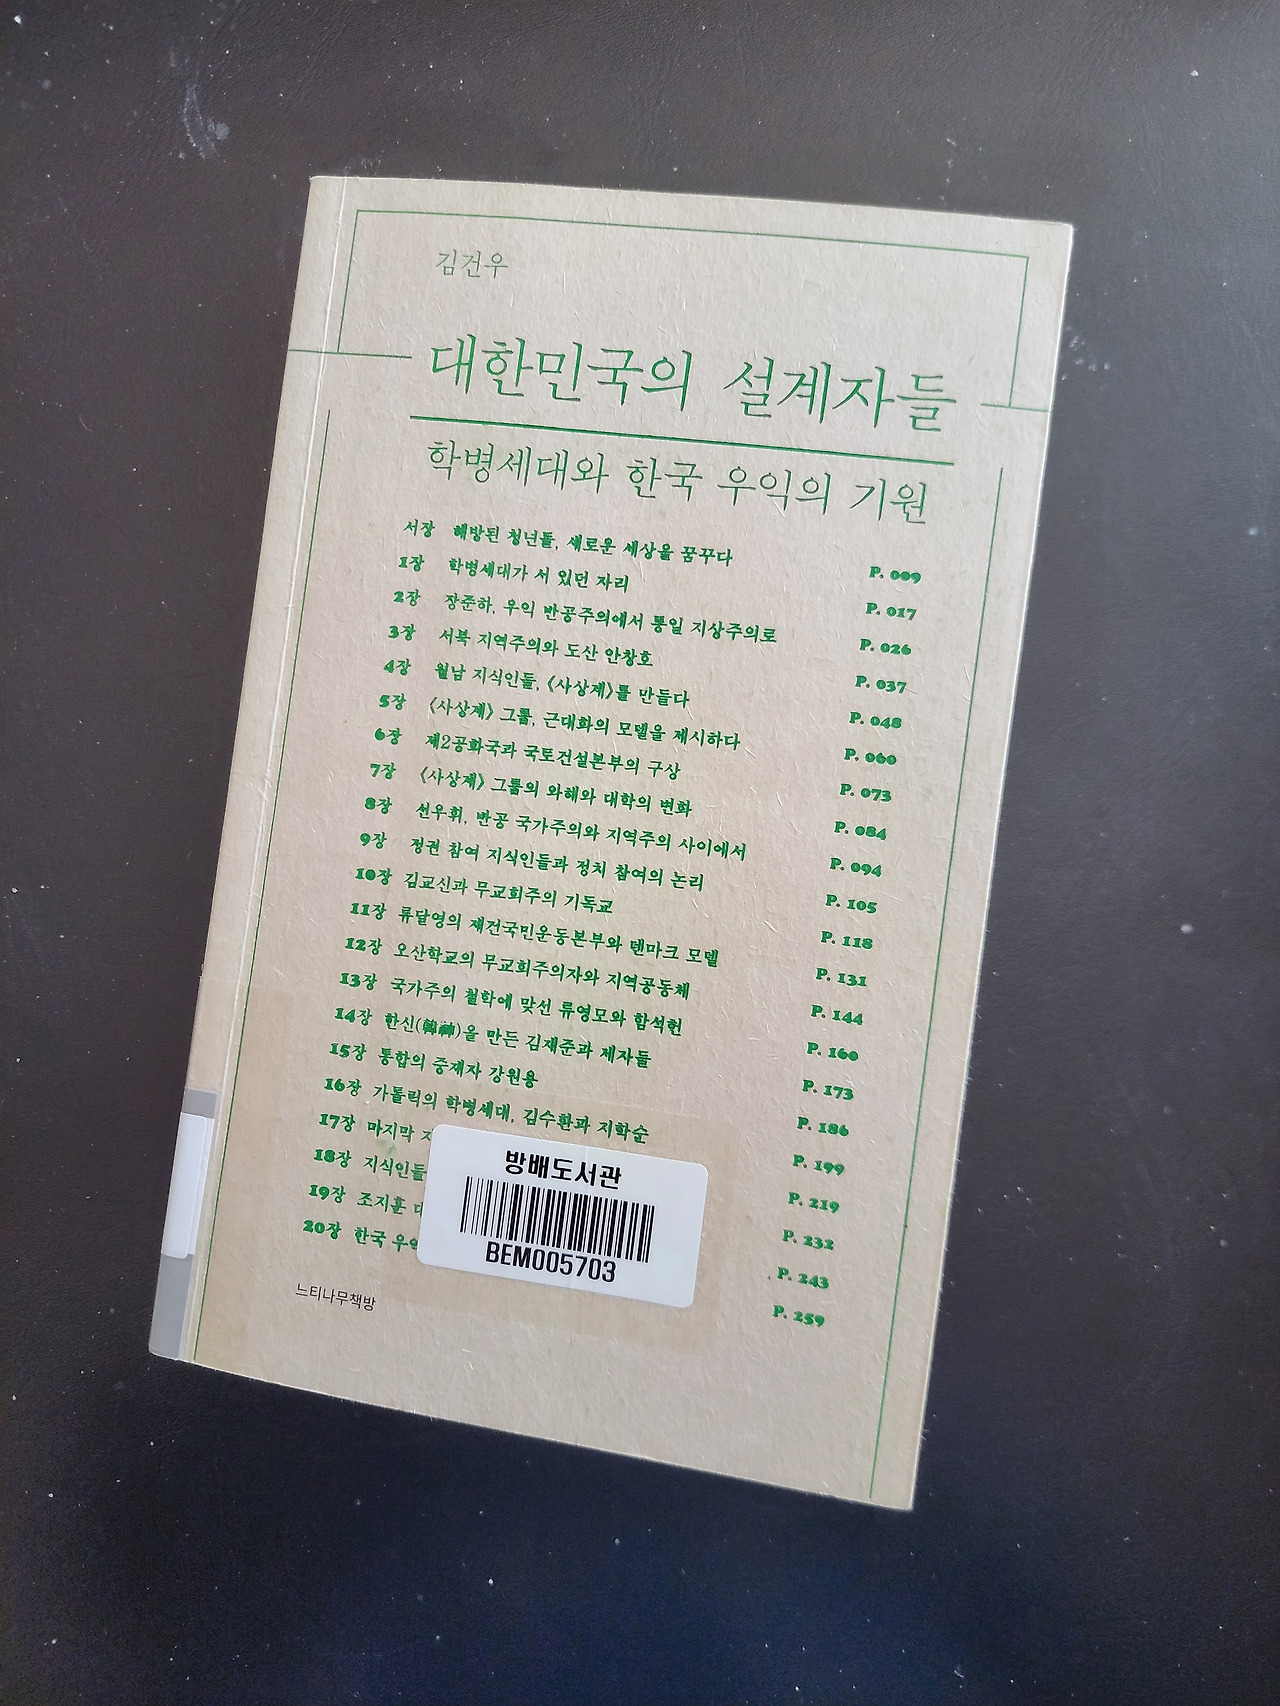 김건우
대한민국의 설계자들
학병세대와 한국 우익의 기원
서장 해방된 청년들, 새로운 세상을 꿈꾸다 P. 009
1장 학병세대가 서 있던 자리 P. 017
2장 장준하, 우익 반공주의에서 통일 지상주의로 P. 026
3장 서북 지역주의와 도산 안창호 P. 037
4장 월남 지식인들, 《사상계》를 만들다 P. 048
5장 《사상계》 그룹, 근대화의 모델을 제시하다 P. 060
6장 제2공화국과 국토건설본부의 구상 P. 073
7장 《사상계》 그룹의 와해와 대학의 변화 P. 084
8장 선우휘, 반공 국가주의와 지역주의 사이에서 P. 094
9장 정권 참여 지식인들과 정치 참여의 논리 P. 105
10장 김교신과 무교회주의 기독교 P. 118
11장 류달영의 재건국민운동본부와 덴마크 모델 P. 131
12장 오산학교의 무교회주의자와 지역공동체 P. 144
13장 국가주의 철학에 맞선 류영모와 함석헌 P. 160
14장 한신(韓神)을 만든 김재준과 제자들 P. 173
15장 통합의 중재자 강원용 P. 186
16장 가톨릭의 학병세대, 김수환과 지학순 P. 199
17장 마지막 P. 219
18장 지식인들 P. 232
19장 조지훈 P. 243
20장 한국 P. 259
방배도서관
BEM005703
느티나무책방